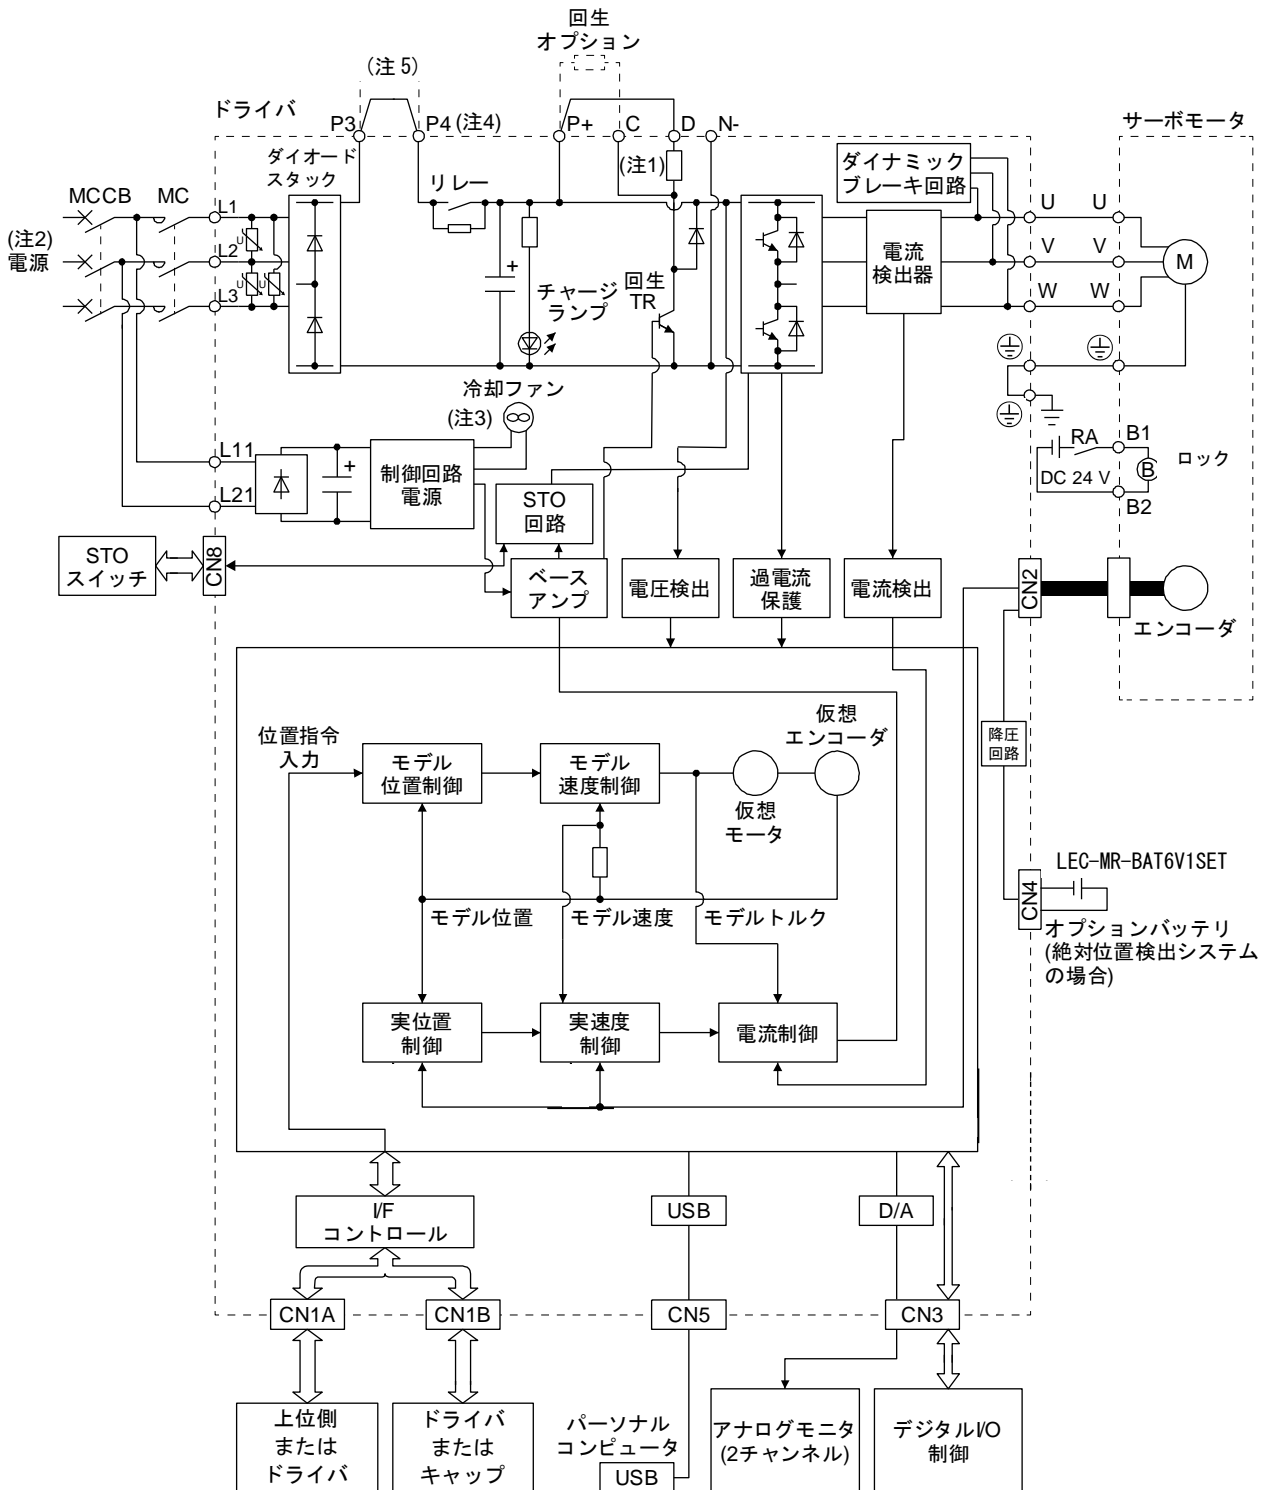 回生
オプション
(注 5)
ドライバ
P3
P4 (注4)
P+
C
D
N-
サーボモータ
ダイオード
スタック
リレー
(注1)
ダイナミック
ブレーキ回路
MCCB
MC
L1
L2
L3
(注2)
電源
U
U
U
チャージ
ランプ
回生
TR
電流
検出器
U
U
V
V
W
W
M
冷却ファン
(注3)
L11
L21
制御回路
電源
STO
回路
RA
DC 24 V
B1
B
B2
ロック
STO
スイッチ
CN8
ベース
アンプ
電圧検出
過電流
保護
電流検出
CN2
エンコーダ
位置指令
入力
モデル
位置制御
モデル
速度制御
仮想
エンコーダ
仮想
モータ
降圧
回路
モデル位置
モデル速度
モデルトルク
LEC-MR-BAT6V1SET
CN4
オプションバッテリ
(絶対位置検出システム
の場合)
実位置
制御
実速度
制御
電流制御
I/F
コントロール
USB
D/A
CN1A
CN1B
CN5
CN3
上位側
または
ドライバ
ドライバ
または
キャップ
パーソナル
コンピュータ
USB
アナログモニタ
(2チャンネル)
デジタルI/O
制御